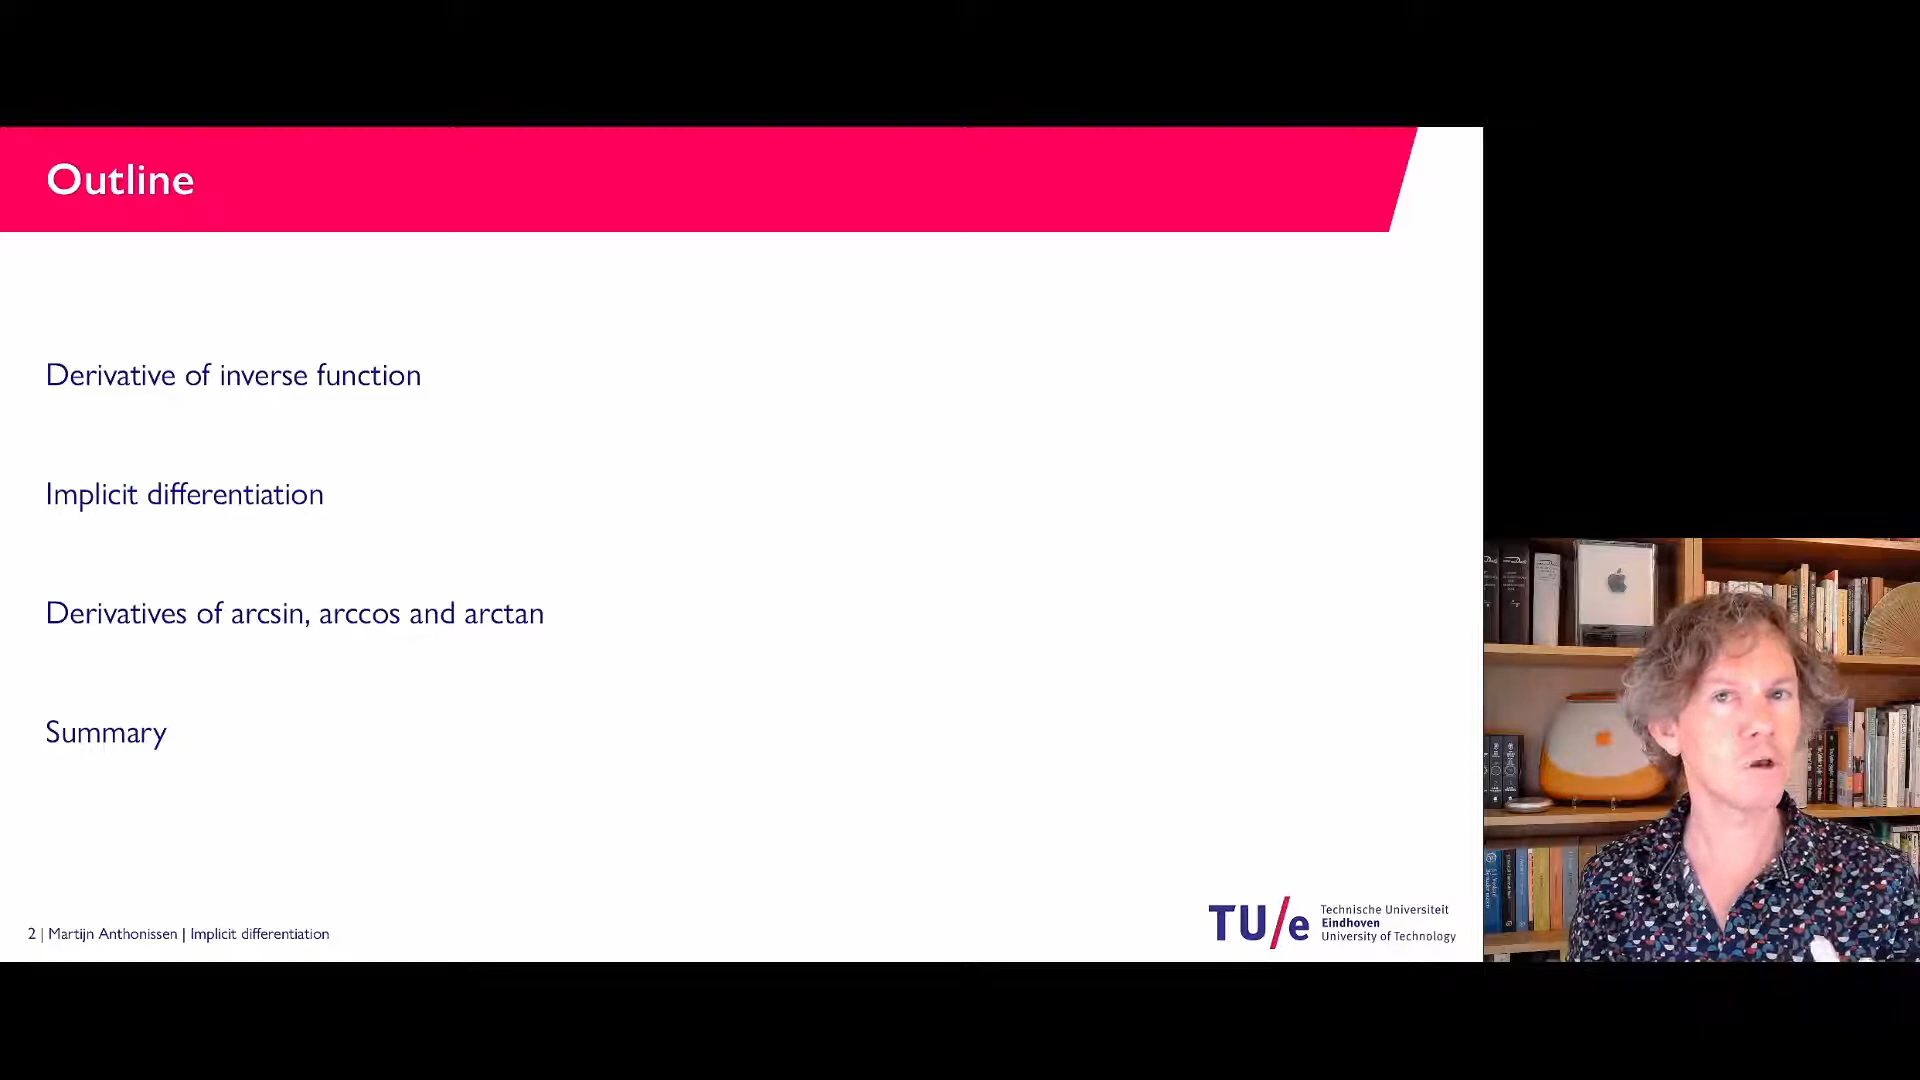 Outline
Derivative of inverse function
Implicit differentiation
Derivatives of arcsin, arccos and arctan
Summary
2 | Martijn Anthonissen | Implicit differentiation
TU/e
Technische Universiteit
Eindhoven
University of Technology